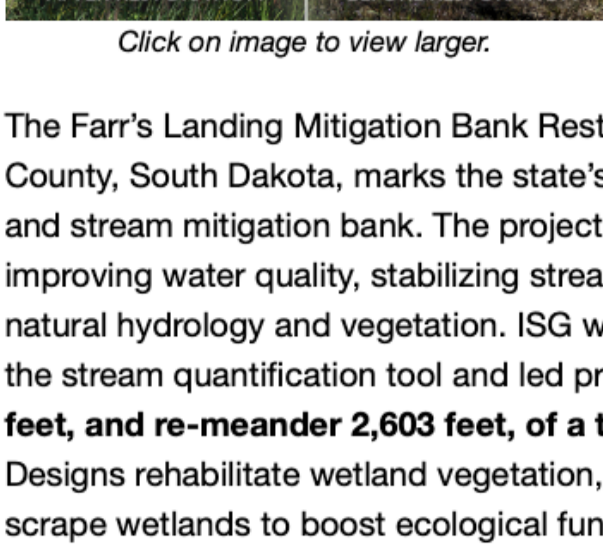 Click on image to view larger.
The Farr's Landing Mitigation Bank Rest
County, South Dakota, marks the state's
and stream mitigation bank. The project
improving water quality, stabilizing strea
natural hydrology and vegetation. ISG w
the stream quantification tool and led pr
feet, and re-meander 2,603 feet, of a t
Designs rehabilitate wetland vegetation,
scrape wetlands to boost ecological fun